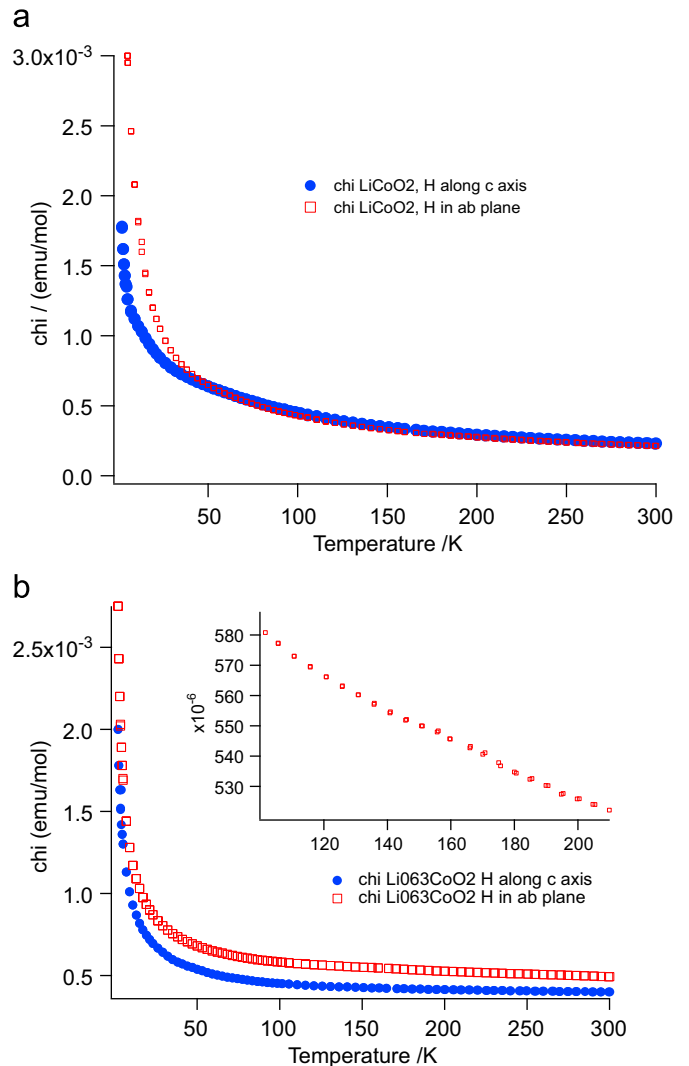 a
3.0x10⁻³
2.5
2.0
1.5
1.0
0.5
0.0
chi / (emu/mol)
chi LiCoO2, H along c axis
chi LiCoO2, H in ab plane
50
100
150
200
250
300
Temperature /K
b
2.5x10⁻³
2.0
1.5
1.0
0.5
chi (emu/mol)
580
570
560
550
540
530
x10⁻⁶
120
140
160
180
200
chi Li063CoO2 H along c axis
chi Li063CoO2 H in ab plane
50
100
150
200
250
300
Temperature /K